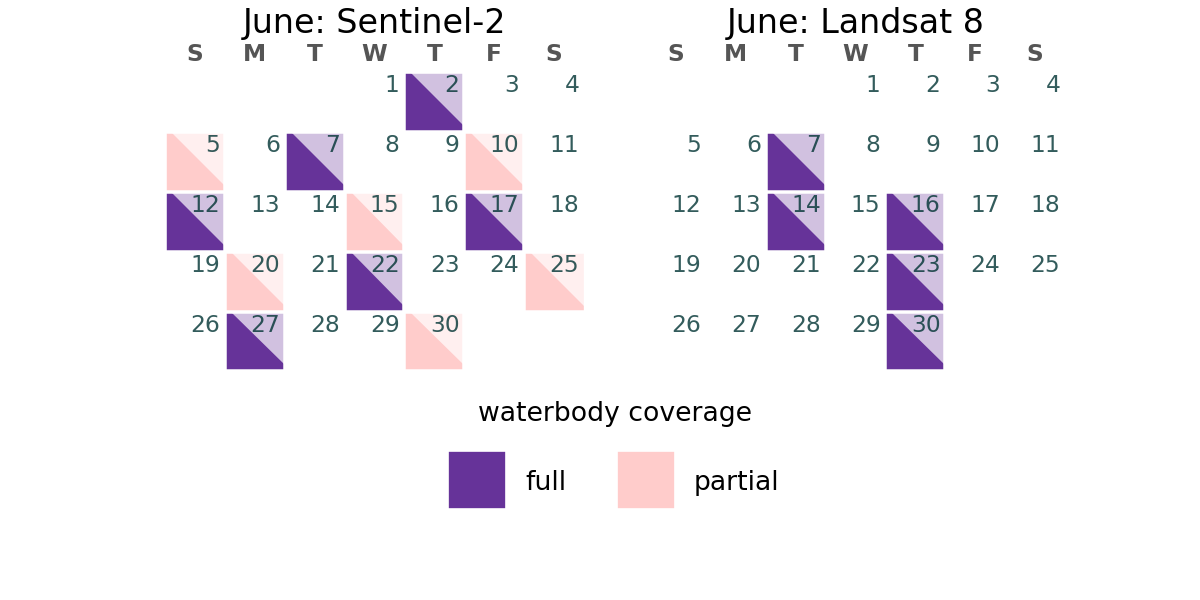 June: Sentinel-2
S M T W T F S
1 2 3 4
5 6 7 8 9 10 11
12 13 14 15 16 17 18
19 20 21 22 23 24 25
26 27 28 29 30
June: Landsat 8
S M T W T F S
1 2 3 4
5 6 7 8 9 10 11
12 13 14 15 16 17 18
19 20 21 22 23 24 25
26 27 28 29 30
waterbody coverage
full partial